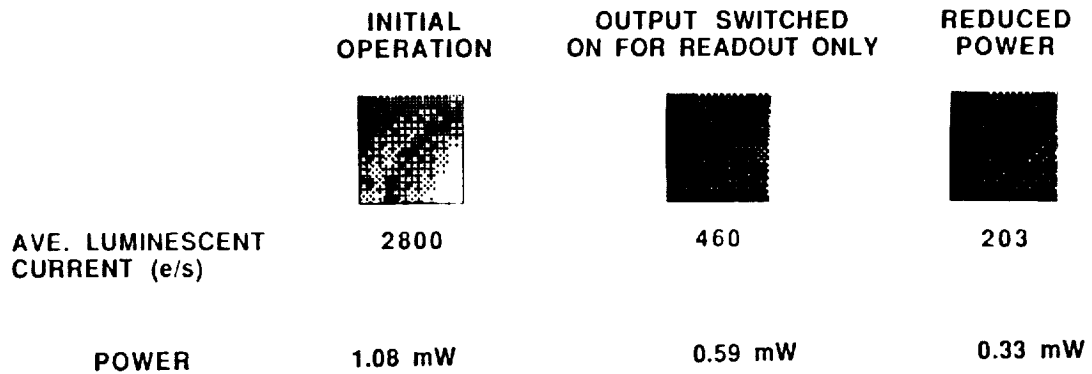 INITIAL OPERATION OUTPUT SWITCHED ON FOR READOUT ONLY REDUCED POWER
AVE. LUMINESCENT CURRENT (e/s) 2800 460 203
POWER 1.08 mW 0.59 mW 0.33 mW